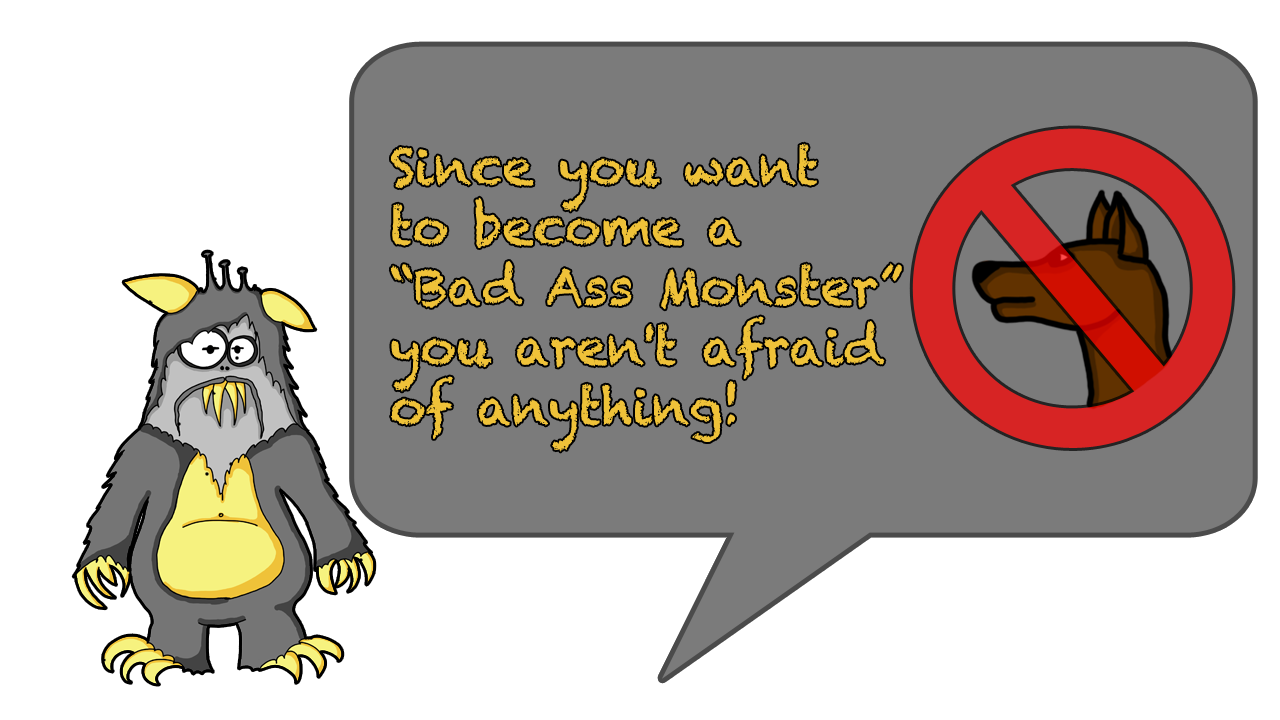 Since you want
to become a
“Bad Ass Monster”
you aren't afraid
of anything!